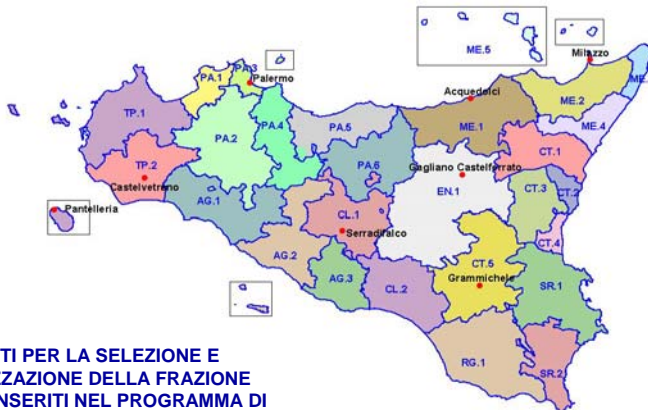 ME.5
Milazzo
PA.3
PA.1
Palermo
ME.
Acquedolci
ME.2
TP.1
PA.4
PA.5
ME.1
ME.4
PA.2
CT.1
TP.2
PA.6
Gagliano Castelferrato
Castelvetrano
EN.1
CT.3
AG.1
Pantelleria
CL.1
Serradifalco
CT.4
AG.2
CT.5
AG.3
Grammichele
CL.2
SR.1
TI PER LA SELEZIONE E
ZZAZIONE DELLA FRAZIONE
RG.1
SR.2
NSERITI NEL PROGRAMMA DI